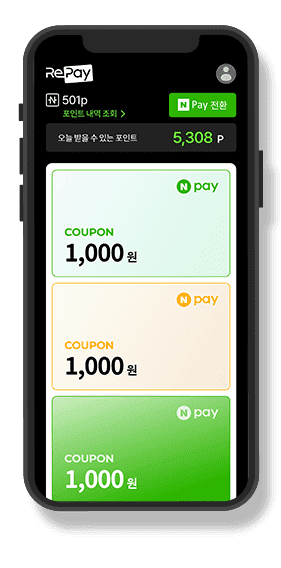 RePay
N 501p
포인트 내역 조회 >
N Pay 전환
오늘 받을 수 있는 포인트 5,308 P
N pay
COUPON
1,000 원
N pay
COUPON
1,000 원
N pay
COUPON
1,000 원